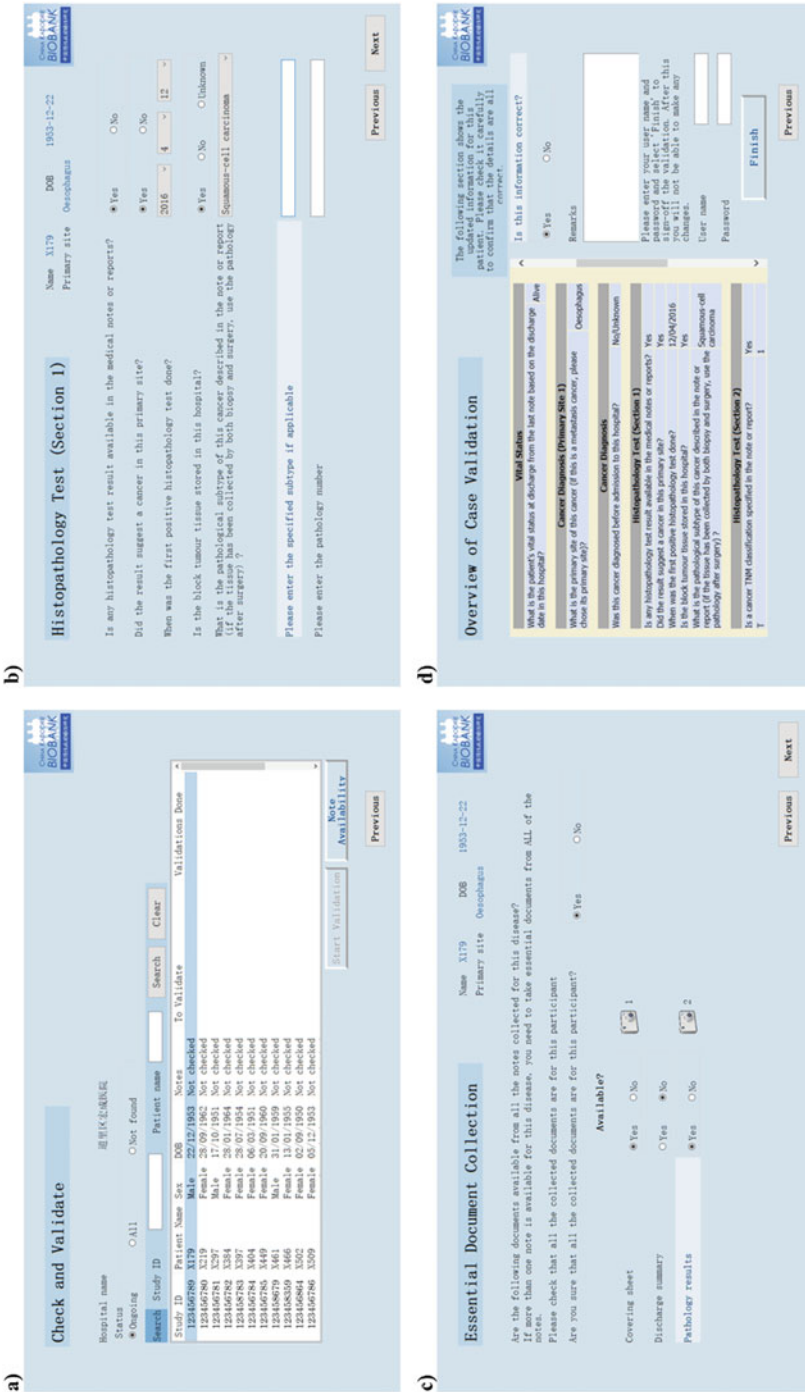 a)
Check and Validate
China Kadoorie
BIOBANK
Hospital name
Status
Ongoing All Not found
Search Study ID Patient name Search Clear
Study ID Patient Name Sex DOB Notes To Validate Validations Done
123456789 X179 Male 22/12/1953 Not checked
123456780 X219 Female 28/09/1962 Not checked
123456781 X297 Male 17/10/1951 Not checked
123456782 X384 Female 28/01/1964 Not checked
123458783 X397 Female 28/07/1954 Not checked
123456784 X404 Female 06/03/1951 Not checked
123456785 X449 Female 20/09/1960 Not checked
123458679 X461 Male 31/01/1959 Not checked
123458359 X466 Female 13/01/1955 Not checked
123456864 X502 Female 02/09/1950 Not checked
123456786 X509 Female 05/12/1953 Not checked
Start Validation Note Availability
Previous
b)
Histopathology Test (Section 1)
Name X179 DOB 1953-12-22
Primary site Oesophagus
China Kadoorie
BIOBANK
Is any histopathology test result available in the medical notes or reports? Yes No
Did the result suggest a cancer in this primary site? Yes No
When was the first positive histopathology test done? 2016 4 12
Is the block tumour tissue stored in this hospital? Yes No Unknown
What is the pathological subtype of this cancer described in the note or report Squamous-cell carcinoma
(if the tissue has been collected by both biopsy and surgery, use the pathology
after surgery) ?
Please enter the specified subtype if applicable
Please enter the pathology number
Previous Next
c)
Essential Document Collection
Name X179 DOB 1953-12-22
Primary site Oesophagus
China Kadoorie
BIOBANK
Are the following documents available from all the notes collected for this disease?
If more than one note is available for this disease, you need to take essential documents from ALL of the
notes.
Please check that all the collected documents are for this participant
Are you sure that all the collected documents are for this participant? Yes No
Available?
Covering sheet Yes No 1
Discharge summary Yes No
Pathology results Yes No 2
Previous Next
d)
Overview of Case Validation
China Kadoorie
BIOBANK
Vital Status
What is the patient's vital status at discharge from the last note based on the discharge Alive
date in this hospital?
Cancer Diagnosis (Primary Site 1)
What is the primary site of this cancer (if this is a metastasis cancer, please Oesophagus
chose its primary site)?
Cancer Diagnosis
Was this cancer diagnosed before admission to this hospital? No/Unknown
Histopathology Test (Section 1)
Is any histopathology test result available in the medical notes or reports? Yes
Did the result suggest a cancer in this primary site? Yes
When was the first positive histopathology test done? 12/04/2016
Is the block tumour tissue stored in this hospital? Yes
What is the pathological subtype of this cancer described in the note or Squamous-cell
report (if the tissue has been collected by both biopsy and surgery, use the carcinoma
pathology after surgery) ?
Histopathology Test (Section 2)
Is a cancer TNM classification specified in the note or report? Yes
T 1
The following section shows the
updated information for this
patient. Please check it carefully
to confirm that the details are all
correct.
Is this information correct?
Yes No
Remarks
Please enter your user name and
password and select 'Finish' to
sign-off the validation. After this
you will not be able to make any
changes.
User name
Password
Finish
Previous